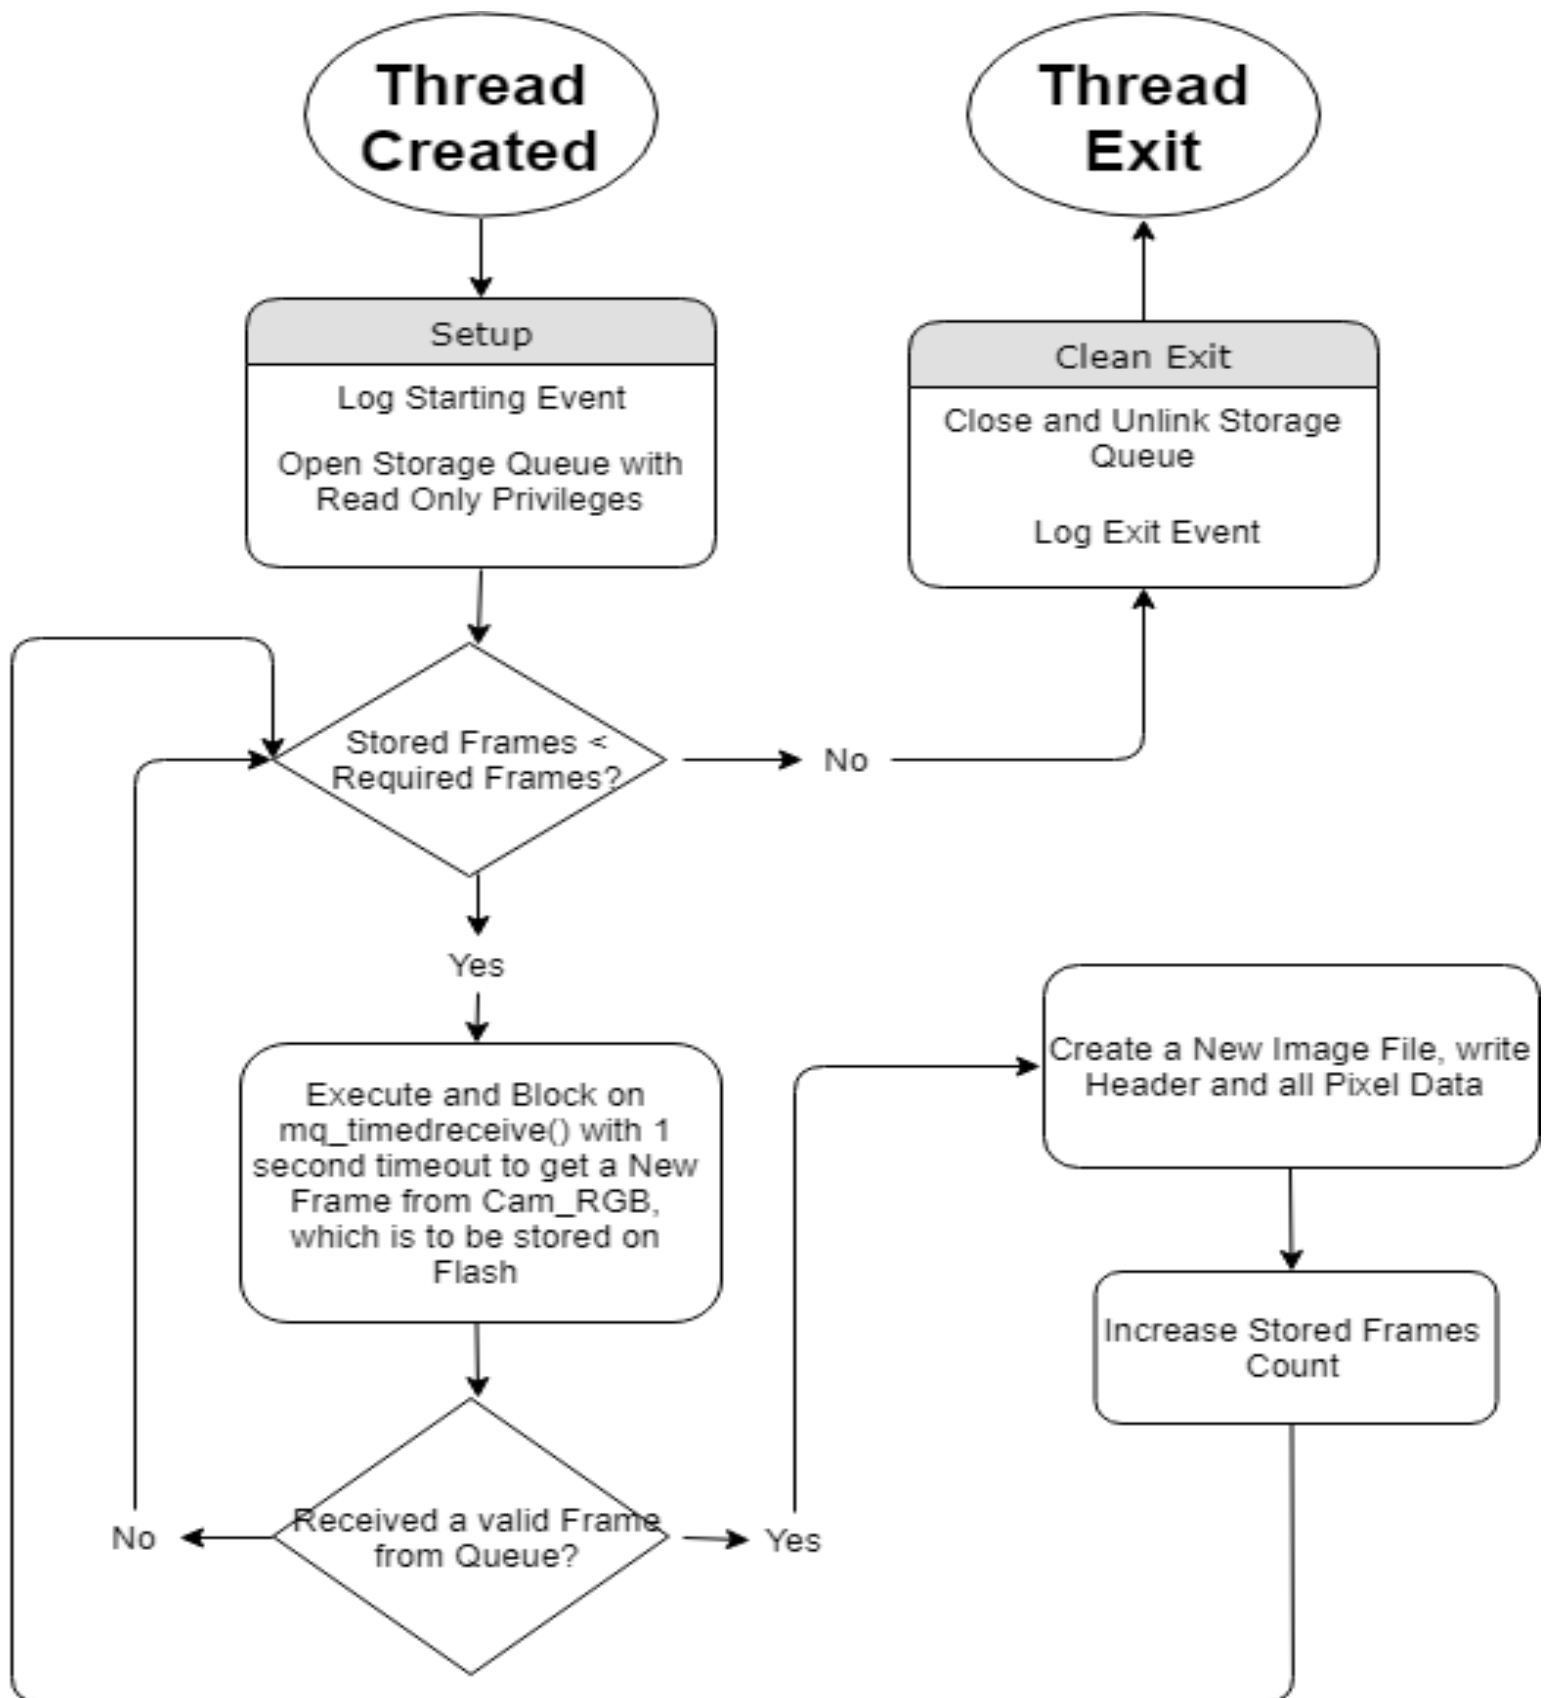 Thread
Created
Thread
Exit
Setup
Log Starting Event
Open Storage Queue with
Read Only Privileges
Clean Exit
Close and Unlink Storage
Queue
Log Exit Event
Stored Frames <
Required Frames?
No
Yes
Execute and Block on
mq_timedreceive() with 1
second timeout to get a New
Frame from Cam_RGB,
which is to be stored on
Flash
Create a New Image File, write
Header and all Pixel Data
Increase Stored Frames
Count
Received a valid Frame
from Queue?
No
Yes